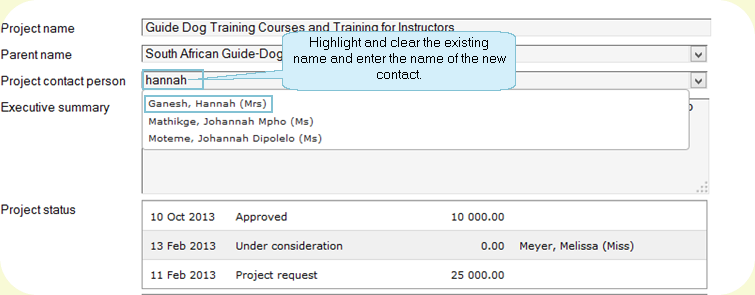 Project name Guide Dog Training Courses and Training for Instructors
Parent name South African Guide-Dog
Highlight and clear the existing
name and enter the name of the new
contact.
Project contact person hannah
Executive summary
Ganesh, Hannah (Mrs)
Mathikge, Johannah Mpho (Ms)
Moteme, Johannah Dipolelo (Ms)
Project status
10 Oct 2013 Approved 10 000.00
13 Feb 2013 Under consideration 0.00 Meyer, Melissa (Miss)
11 Feb 2013 Project request 25 000.00